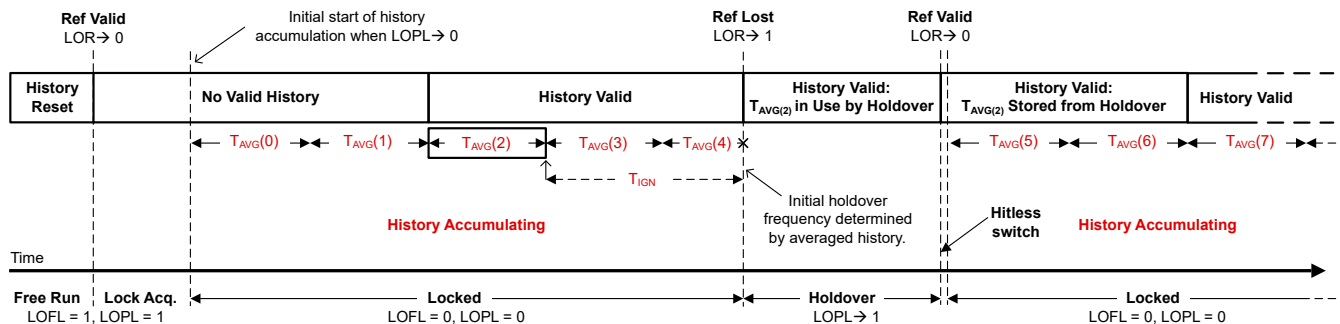 Ref Valid
LOR→ 0
Initial start of history
accumulation when LOPL→ 0
Ref Lost
LOR→ 1
Ref Valid
LOR→ 0
History
Reset
No Valid History
History Valid
History Valid:
TAVG(2) in Use by Holdover
History Valid:
TAVG(2) Stored from Holdover
History Valid
TAVG(0)
TAVG(1)
TAVG(2)
TAVG(3)
TAVG(4)
TAVG(5)
TAVG(6)
TAVG(7)
TIGN
Initial holdover
frequency determined
by averaged history.
History Accumulating
Hitless
switch
History Accumulating
Time
Free Run
LOFL = 1, LOPL = 1
Lock Acq.
Locked
LOFL = 0, LOPL = 0
Holdover
LOPL→ 1
Locked
LOFL = 0, LOPL = 0